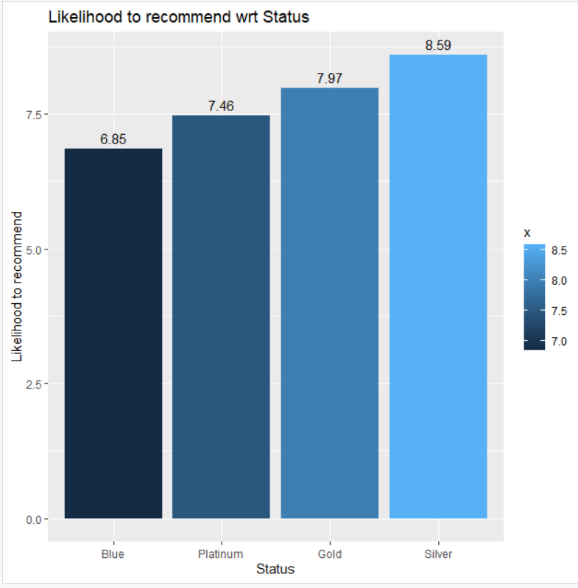 Likelihood to recommend wrt Status
8.59
7.97
7.46
6.85
7.5
5.0
2.5
0.0
Likelihood to recommend
Blue Platinum Gold Silver
Status
x
8.5
8.0
7.5
7.0